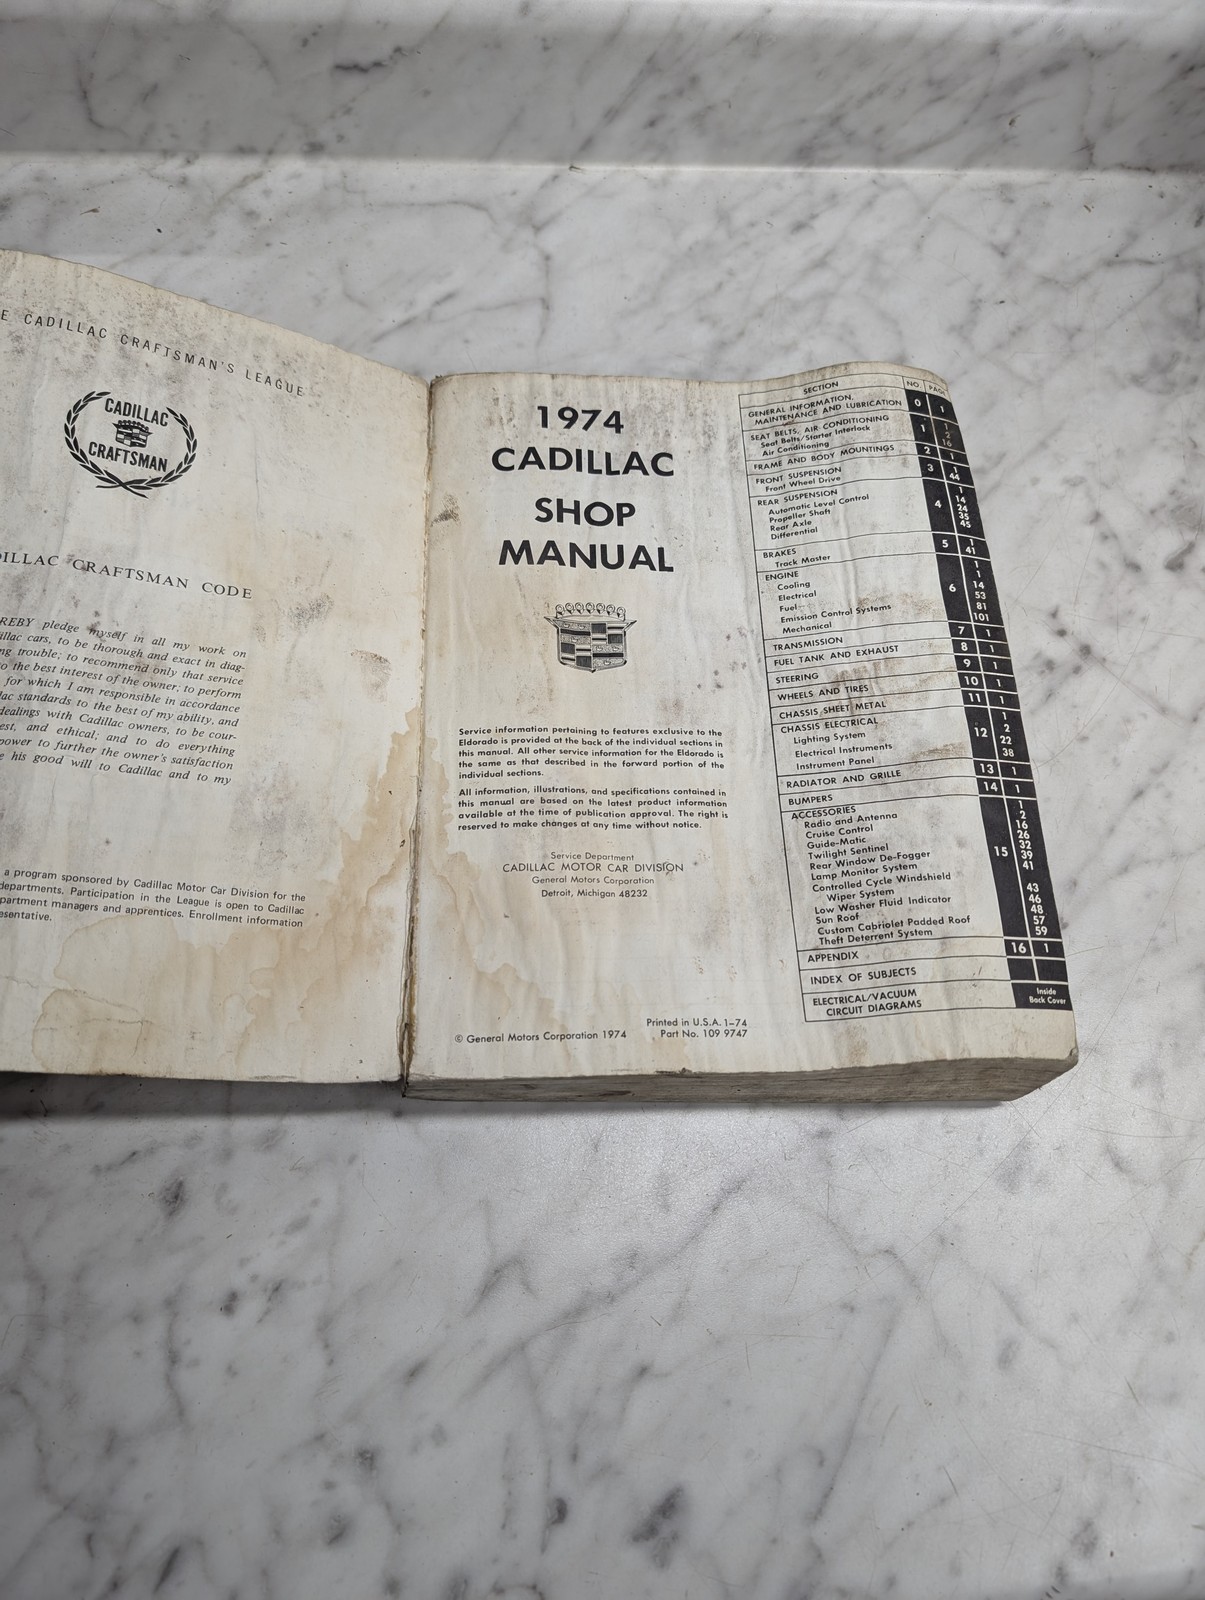 CADILLAC CRAFTSMAN'S LEAGUE
CADILLAC
CRAFTSMAN
CRAFTSMAN CODE
pledge myself in all my work on
cars, to be thorough and exact in diag-
trouble; to recommend only that service
the best interest of the owner; to perform
for which I am responsible in accordance
standards to the best of my ability, and
dealings with Cadillac owners, to be cour-
and ethical; and to do everything
power to further the owner's satisfaction
his good will to Cadillac and to my
a program sponsored by Cadillac Motor Car Division for the
departments. Participation in the League is open to Cadillac
managers and apprentices. Enrollment information
1974
CADILLAC
SHOP
MANUAL
Service information pertaining to features exclusive to the
Eldorado is provided at the back of the individual sections in
this manual. All other service information for the Eldorado is
the same as that described in the forward portion of the
individual sections.
All information, illustrations, and specifications contained in
this manual are based on the latest product information
available at the time of publication approval. The right is
reserved to make changes at any time without notice.
Service Department
CADILLAC MOTOR CAR DIVISION
General Motors Corporation
Detroit, Michigan 48232
© General Motors Corporation 1974
Printed in U.S.A. 1-74
Part No. 109 9747
SECTION NO. PAGE
GENERAL INFORMATION,
MAINTENANCE AND LUBRICATION 0 1
SEAT BELTS, AIR CONDITIONING 1 1
Seat Belts/Starter Interlock 2
Air Conditioning 16
FRAME AND BODY MOUNTINGS 2 1
FRONT SUSPENSION 3 1
Front Wheel Drive 44
REAR SUSPENSION 4 1
Automatic Level Control 14
Propeller Shaft 24
Rear Axle 35
Differential 45
BRAKES 5 1
Track Master 41
ENGINE 6 1
Cooling 1
Electrical 14
Fuel 53
Emission Control Systems 81
Mechanical 101
TRANSMISSION 7 1
FUEL TANK AND EXHAUST 8 1
STEERING 9 1
WHEELS AND TIRES 10 1
CHASSIS SHEET METAL 11 1
CHASSIS ELECTRICAL 12 1
Lighting System 2
Electrical Instruments 22
Instrument Panel 38
RADIATOR AND GRILLE 13 1
BUMPERS 14 1
ACCESSORIES 15 1
Radio and Antenna 2
Cruise Control 16
Guide-Matic 26
Twilight Sentinel 32
Rear Window De-Fogger 39
Lamp Monitor System 41
Controlled Cycle Windshield
Wiper System 43
Low Washer Fluid Indicator 46
Sun Roof 48
Custom Cabriolet Padded Roof 57
Theft Deterrent System 59
APPENDIX 16 1
INDEX OF SUBJECTS
ELECTRICAL/VACUUM Inside
CIRCUIT DIAGRAMS Back Cover